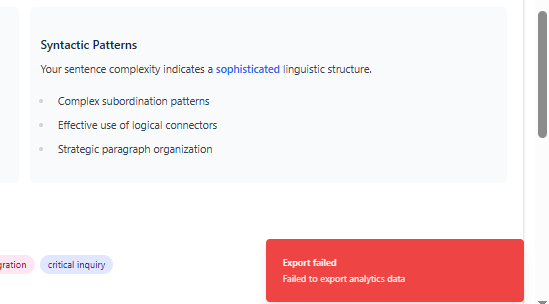 Syntactic Patterns
Your sentence complexity indicates a sophisticated linguistic structure.
Complex subordination patterns
Effective use of logical connectors
Strategic paragraph organization
critical inquiry
Export failed
Failed to export analytics data